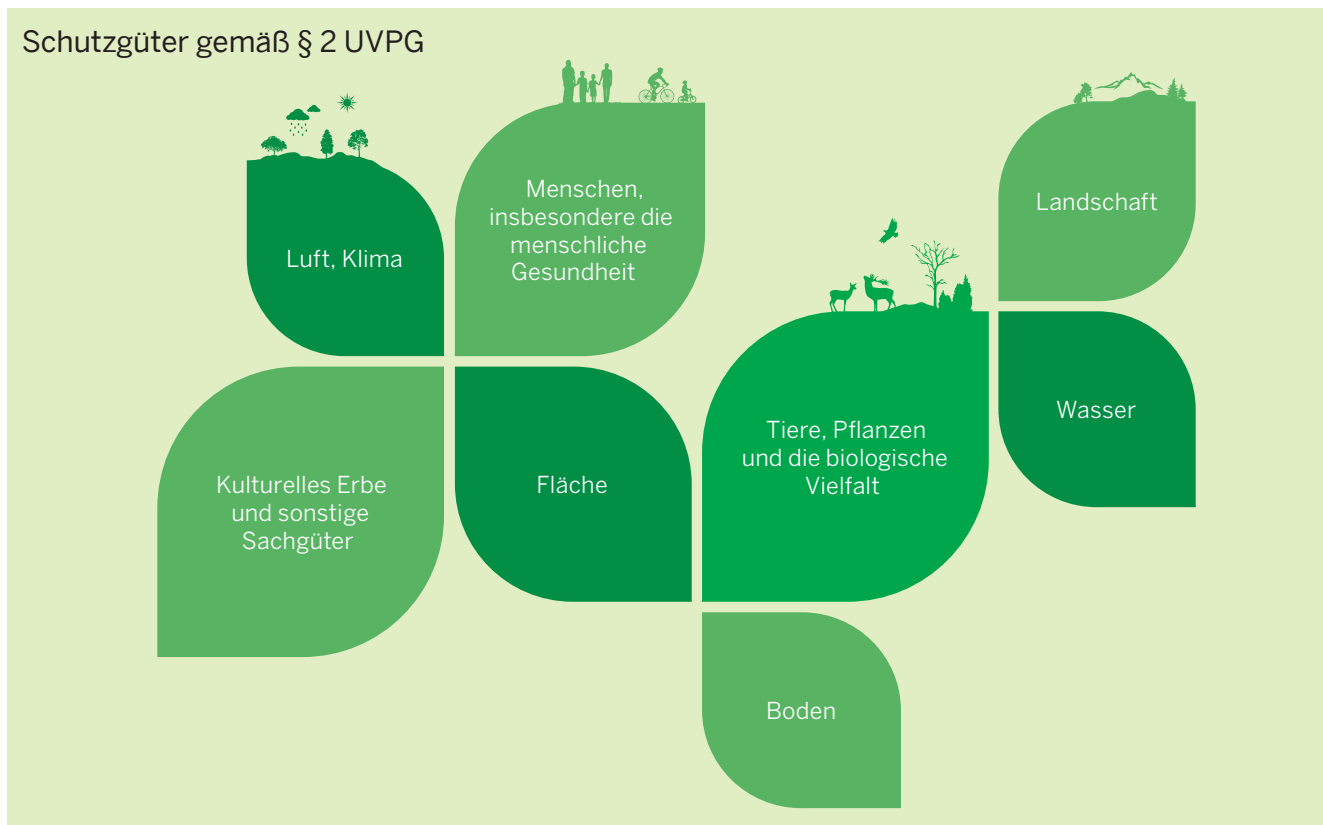 Schutzgüter gemäß § 2 UVPG
Luft, Klima
Menschen,
insbesondere die
menschliche
Gesundheit
Landschaft
Kulturelles Erbe
und sonstige
Sachgüter
Fläche
Tiere, Pflanzen
und die biologische
Vielfalt
Wasser
Boden